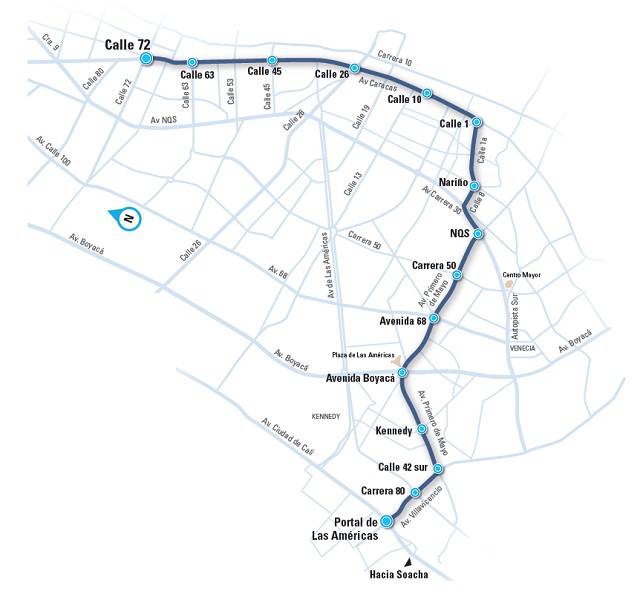 Cra. 9
Calle 72
Carrera 10
Calle 80
Calle 72
Calle 63
Calle 63
Calle 53
Calle 45
Calle 45
Calle 26
Av Caracas
Calle 10
Calle 1
Calle 1a
Av NQS
Calle 26
Calle 19
Calle 13
Av. Calle 100
Nariño
Calle 8
Av Carrera 30
N
NQS
Av. Boyacá
Calle 26
Av de Las Américas
Carrera 50
Carrera 50
Av. 68
Av. Primero
de Mayo
Centro Mayor
Autopista Sur
Avenida 68
VENECIA
Av. Boyacá
Plaza de Las Américas
Av. Boyacá
Avenida Boyacá
KENNEDY
Av. Primero de Mayo
Av. Ciudad de Cali
Kennedy
Calle 42 sur
Carrera 80
Av. Villavicencio
Portal de
Las Américas
Hacia Soacha